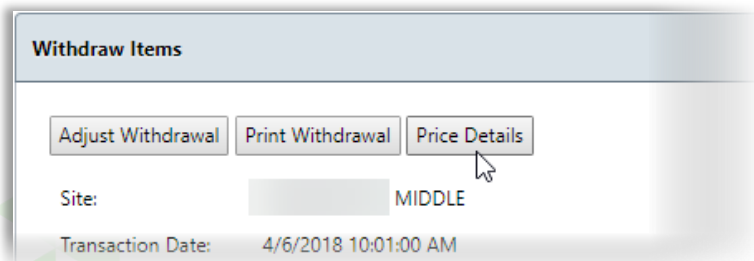 Withdraw Items
Adjust Withdrawal Print Withdrawal Price Details
Site: MIDDLE
Transaction Date: 4/6/2018 10:01:00 AM